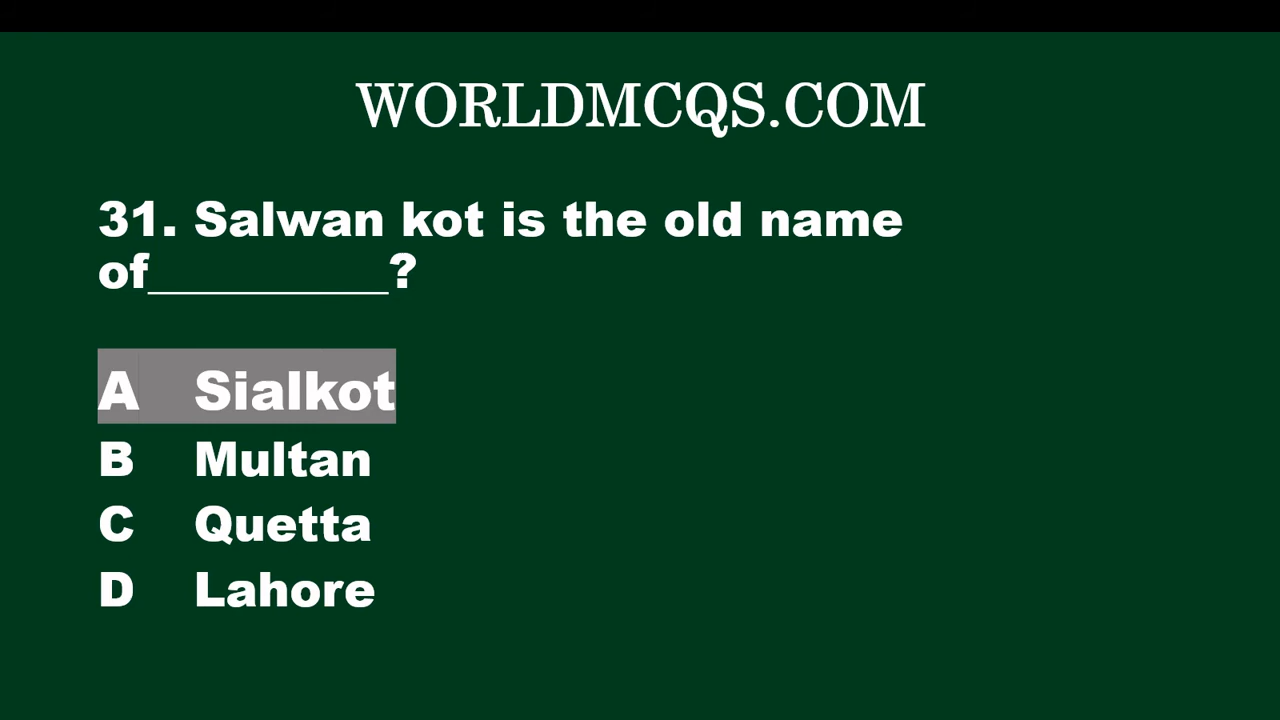 WORLDMCQS.COM
31. Salwan kot is the old name
of__________?
A Sialkot
B Multan
C Quetta
D Lahore